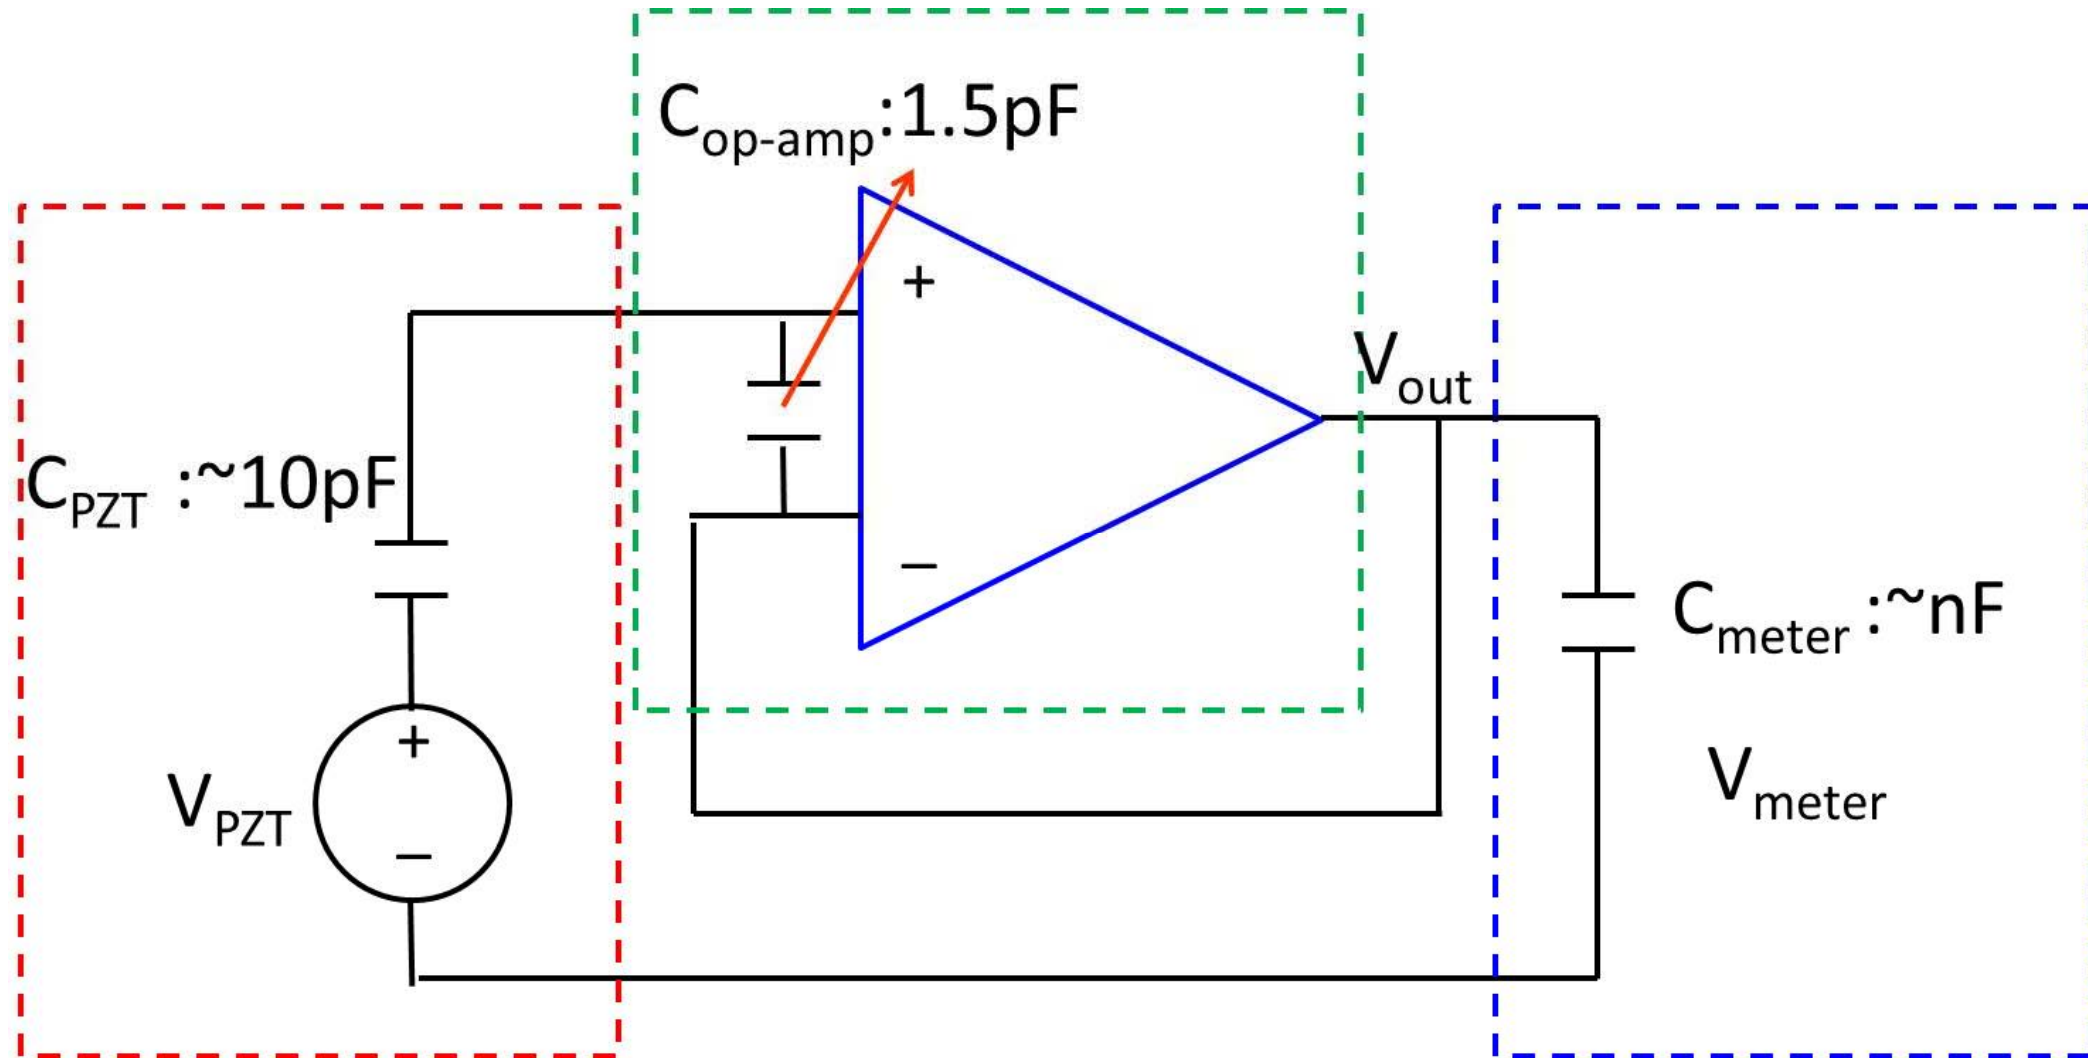 C_op-amp:1.5pF
+
V_out
C_PZT :~10pF
–
C_meter :~nF
+
V_PZT
V_meter
–